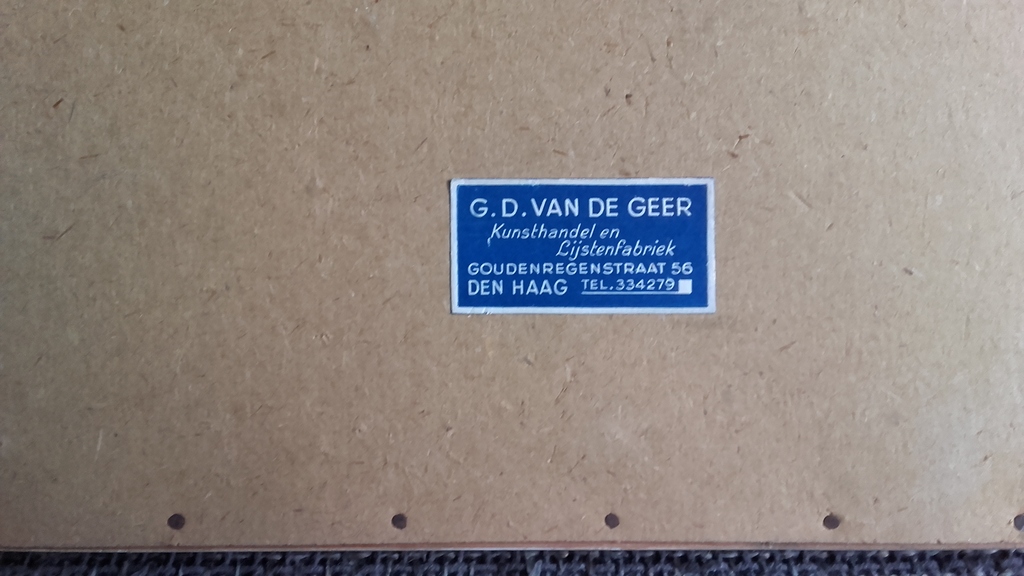 G. D. VAN DE GEER
Kunsthandel en
Lijstenfabriek
GOUDENREGENSTRAAT 56
DEN HAAG TEL. 334279